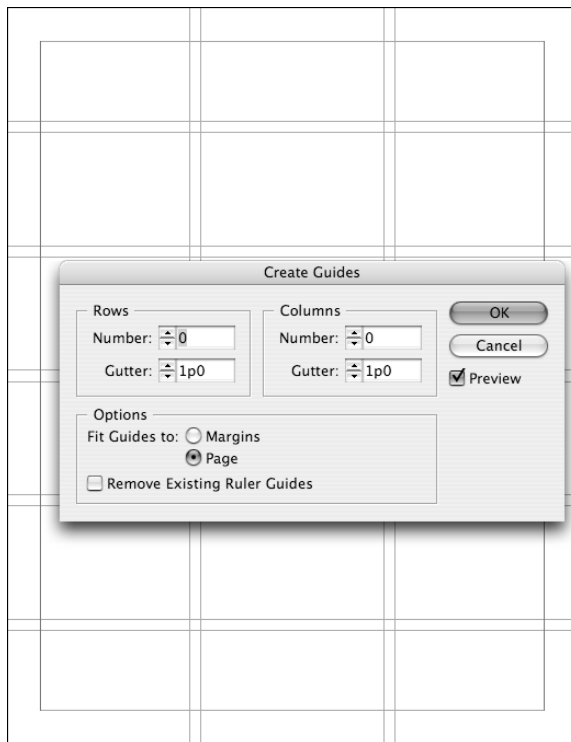 Create Guides
Rows
Number: 0
Gutter: 1p0
Columns
Number: 0
Gutter: 1p0
OK
Cancel
Preview
Options
Fit Guides to: Margins
Page
Remove Existing Ruler Guides